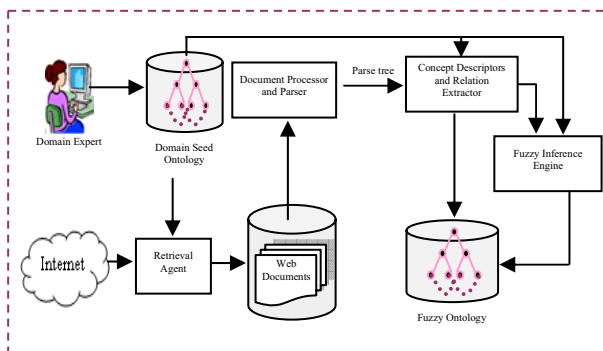 Domain Expert
Domain Seed
Ontology
Document Processor
and Parser
Parse tree
Concept Descriptors
and Relation
Extractor
Fuzzy Inference
Engine
Internet
Retrieval
Agent
Web
Documents
Fuzzy Ontology